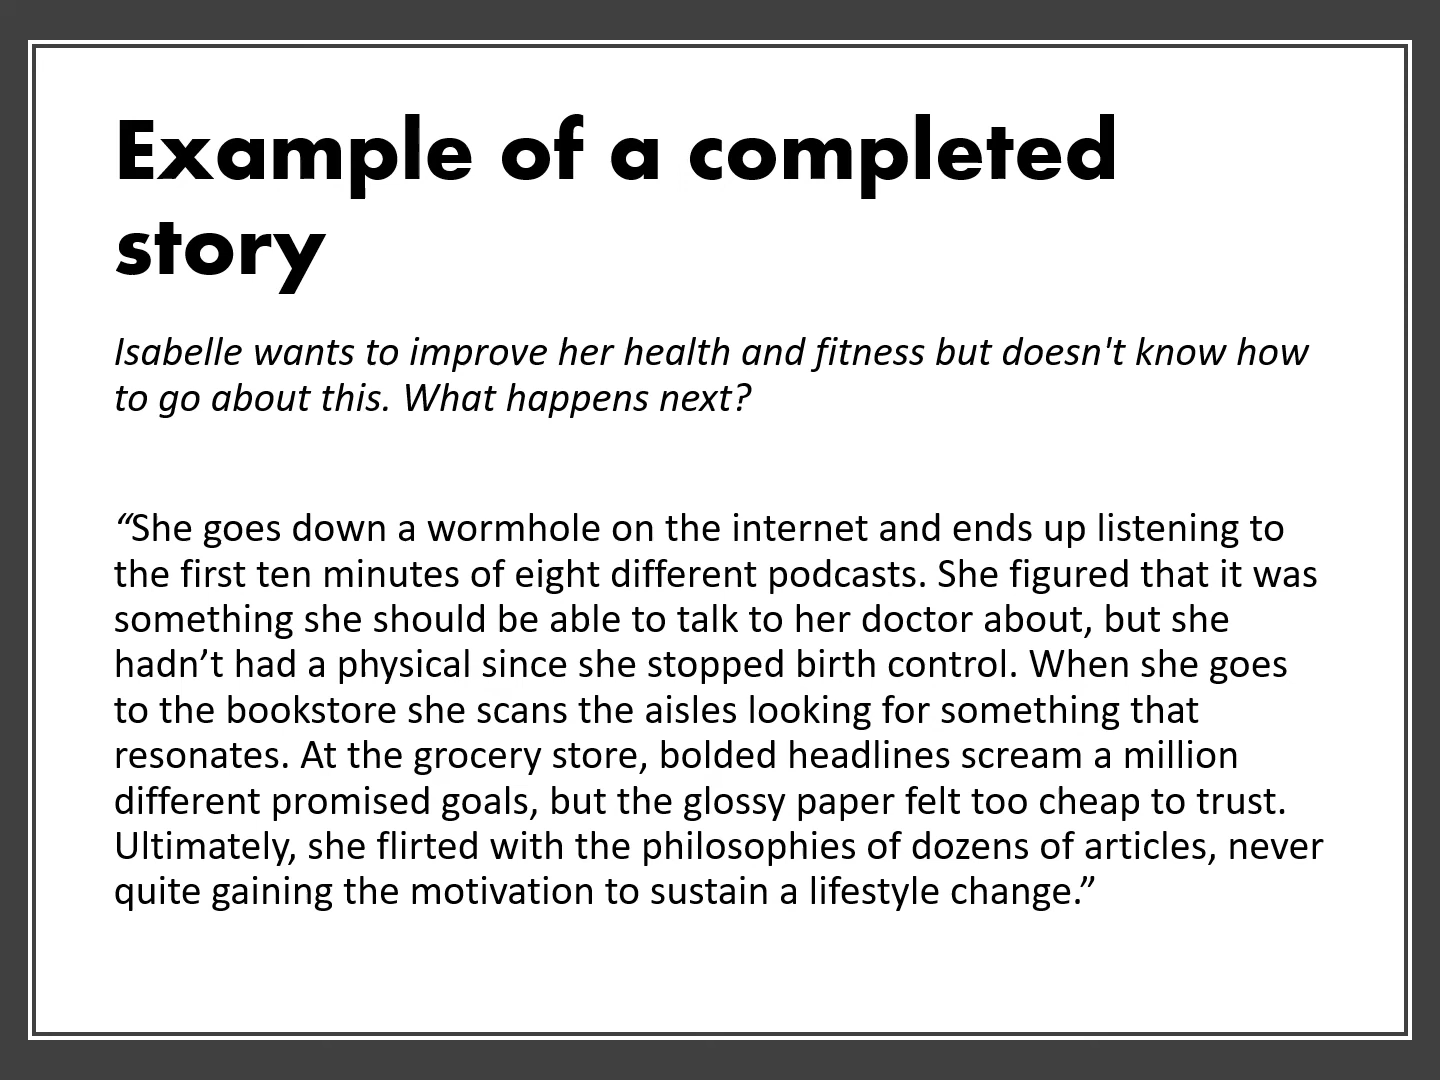 Example of a completed
story
Isabelle wants to improve her health and fitness but doesn't know how
to go about this. What happens next?
“She goes down a wormhole on the internet and ends up listening to
the first ten minutes of eight different podcasts. She figured that it was
something she should be able to talk to her doctor about, but she
hadn’t had a physical since she stopped birth control. When she goes
to the bookstore she scans the aisles looking for something that
resonates. At the grocery store, bolded headlines scream a million
different promised goals, but the glossy paper felt too cheap to trust.
Ultimately, she flirted with the philosophies of dozens of articles, never
quite gaining the motivation to sustain a lifestyle change.”